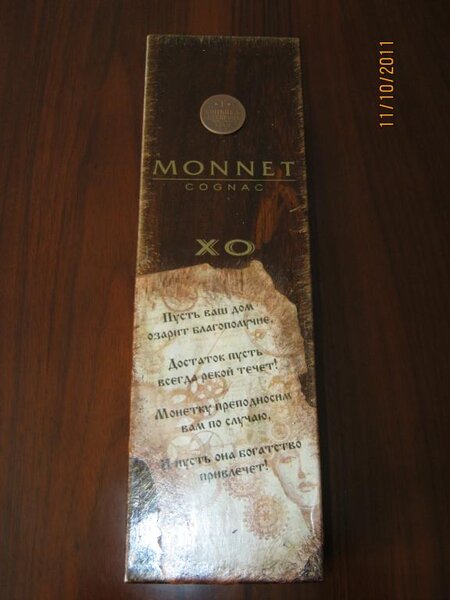 11/10/2011
MONNET
COGNAC
XO
Пусть ваш дом
озарит благополучие,
Достаток пусть
всегда рекой течет!
Монетку преподносим
вам по случаю,
И пусть она богатство
привлечет!